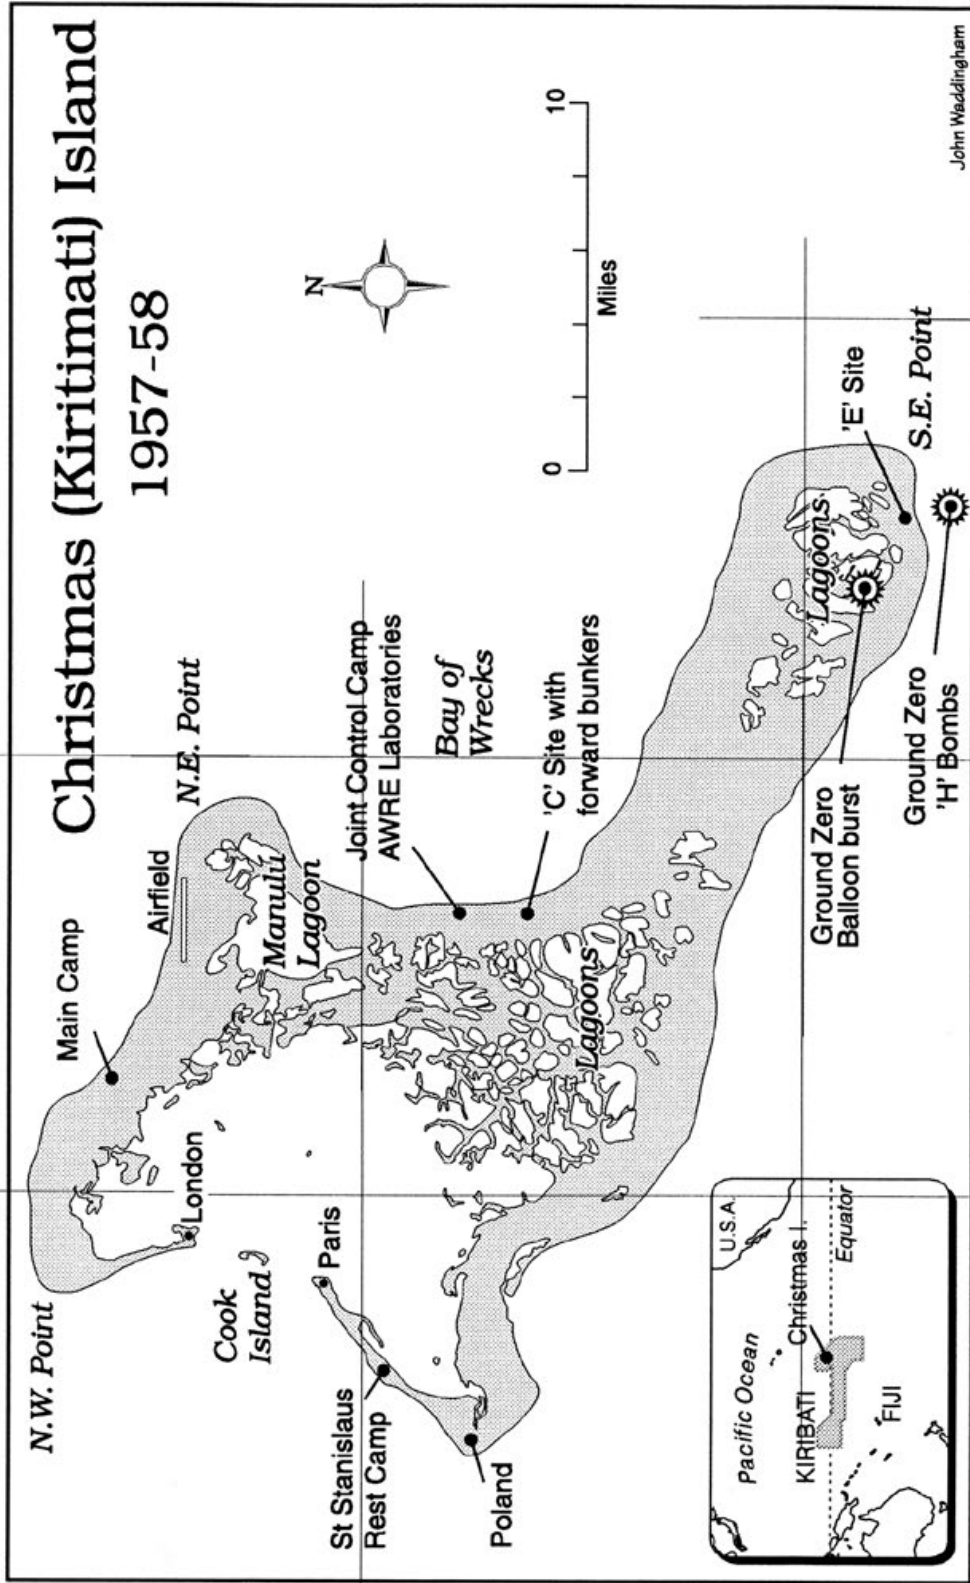 Christmas (Kiritimati) Island
1957-58
N.W. Point
Main Camp
Airfield
N.E. Point
London
Manulu
Lagoon
Cook
Island
Paris
St Stanislaus
Rest Camp
Poland
Joint Control Camp
AWRE Laboratories
Bay of
Wrecks
'C' Site with
forward bunkers
Lagoons
N
0
10
Miles
Lagoons
'E' Site
S.E. Point
Ground Zero
Balloon burst
Ground Zero
'H' Bombs
U.S.A.
Pacific Ocean
Christmas I.
KIRIBATI
Equator
FIJI
John Waddingham